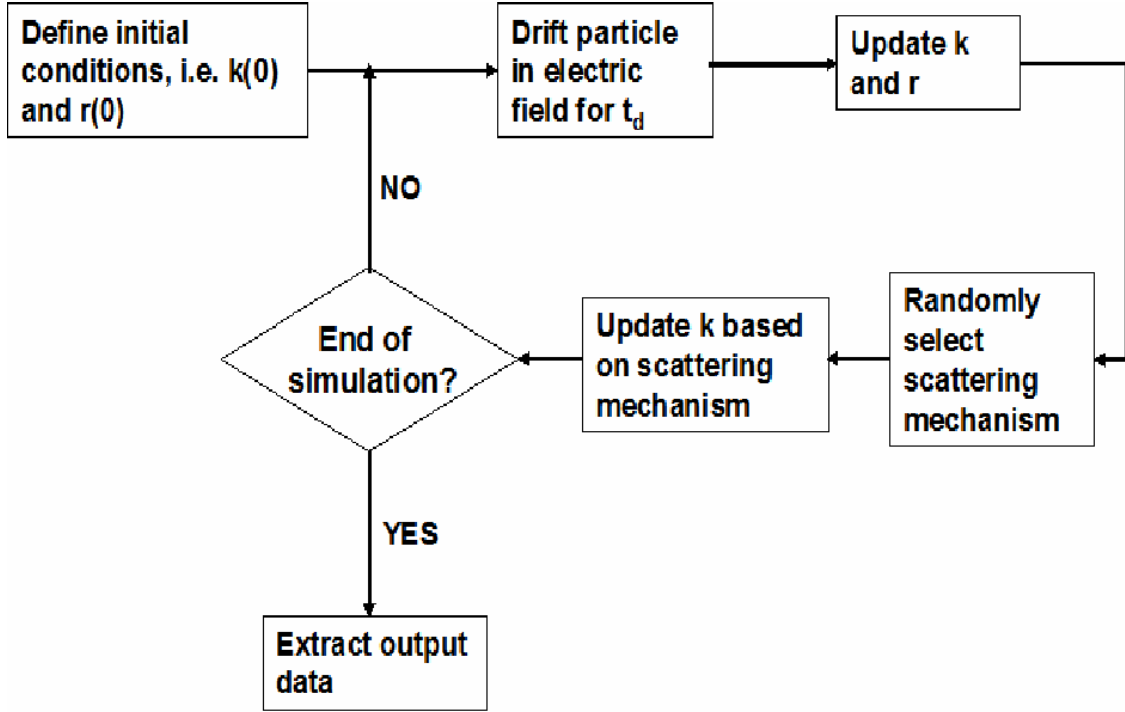 Define initial
conditions, i.e. k(0)
and r(0)
Drift particle
in electric
field for t_d
Update k
and r
NO
Randomly
select
scattering
mechanism
Update k based
on scattering
mechanism
End of
simulation?
YES
Extract output
data